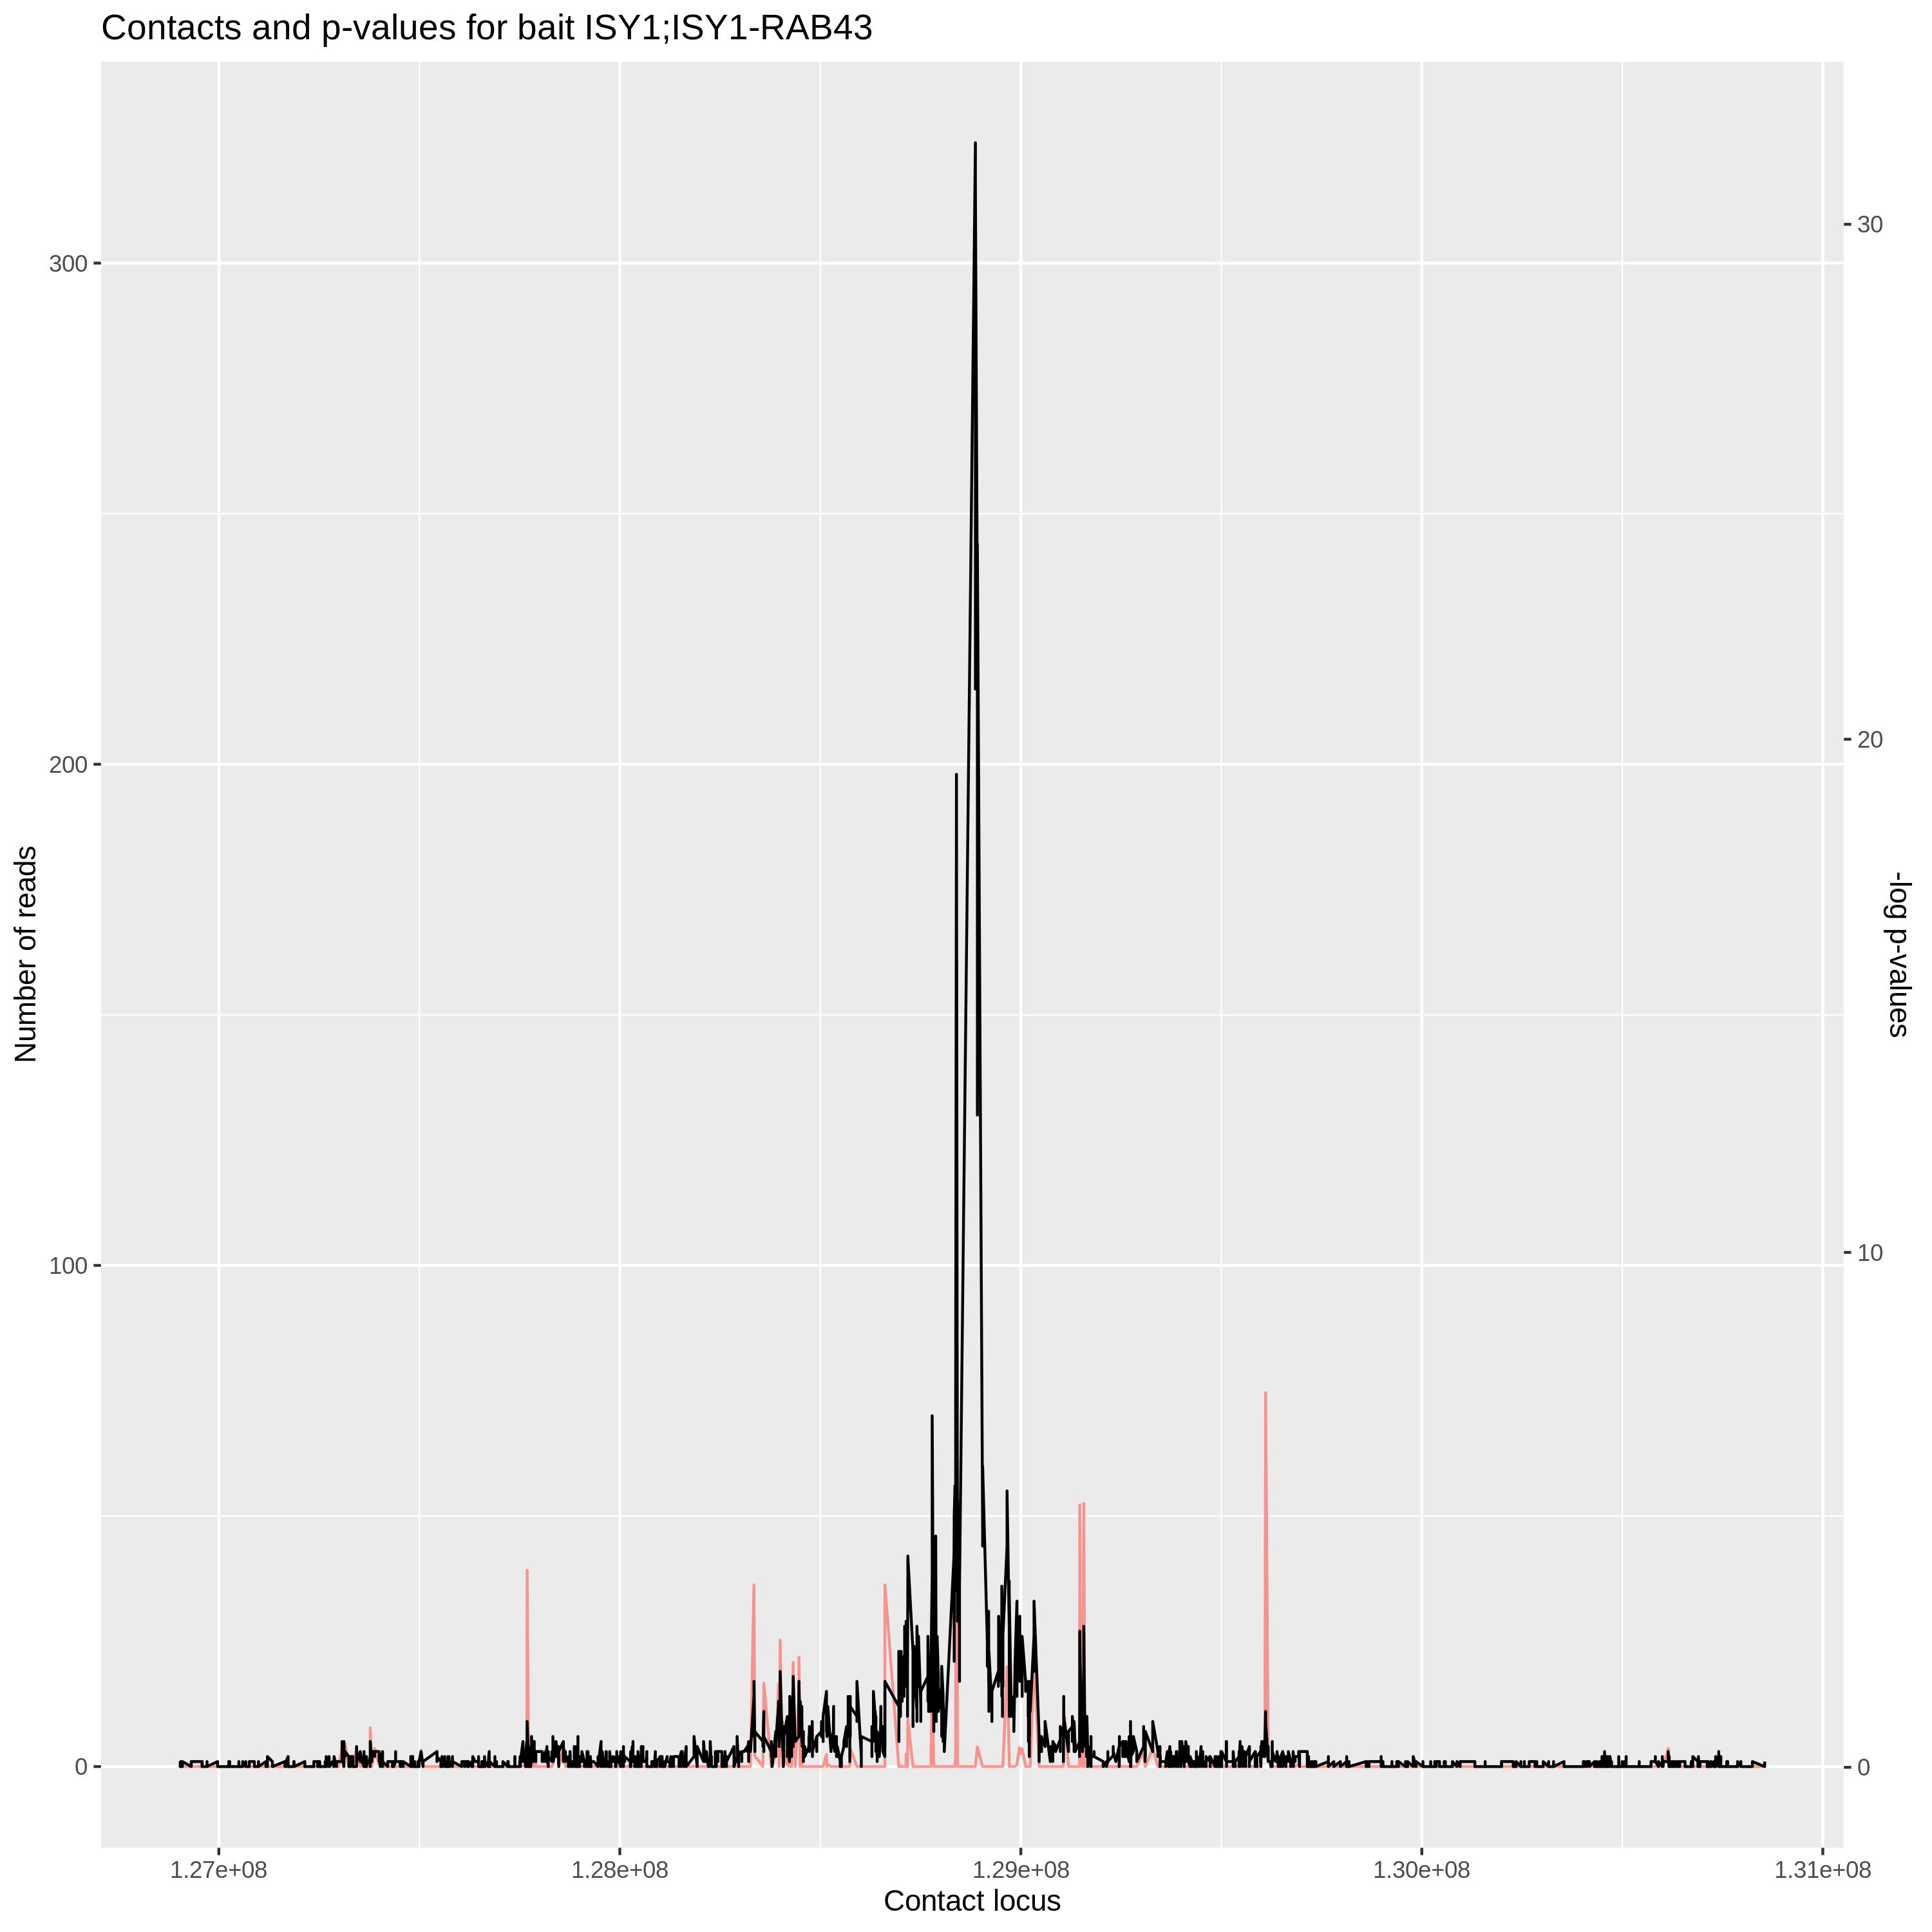 Contacts and p-values for bait ISY1;ISY1-RAB43
300
200
100
0
30
20
10
0
Number of reads
-log p-values
1.27e+08 1.28e+08 1.29e+08 1.30e+08 1.31e+08
Contact locus